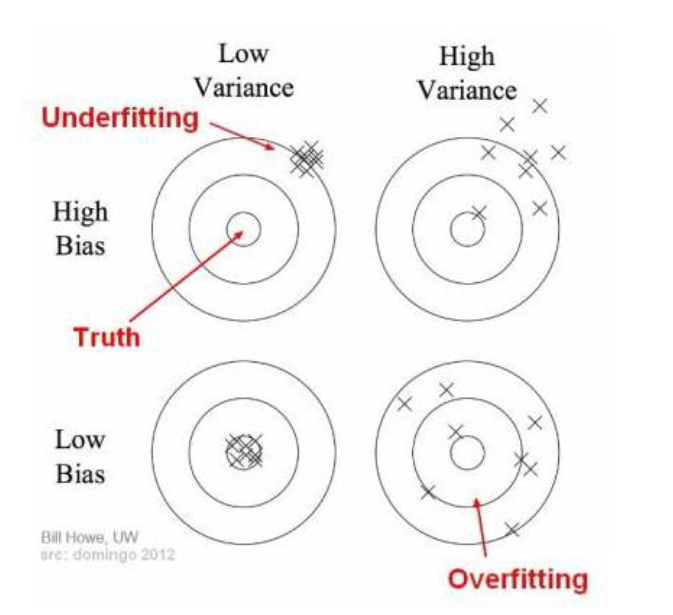 Low
Variance
High
Variance
Underfitting
High
Bias
Truth
Low
Bias
Bill Howe, UW
src: domingo 2012
Overfitting